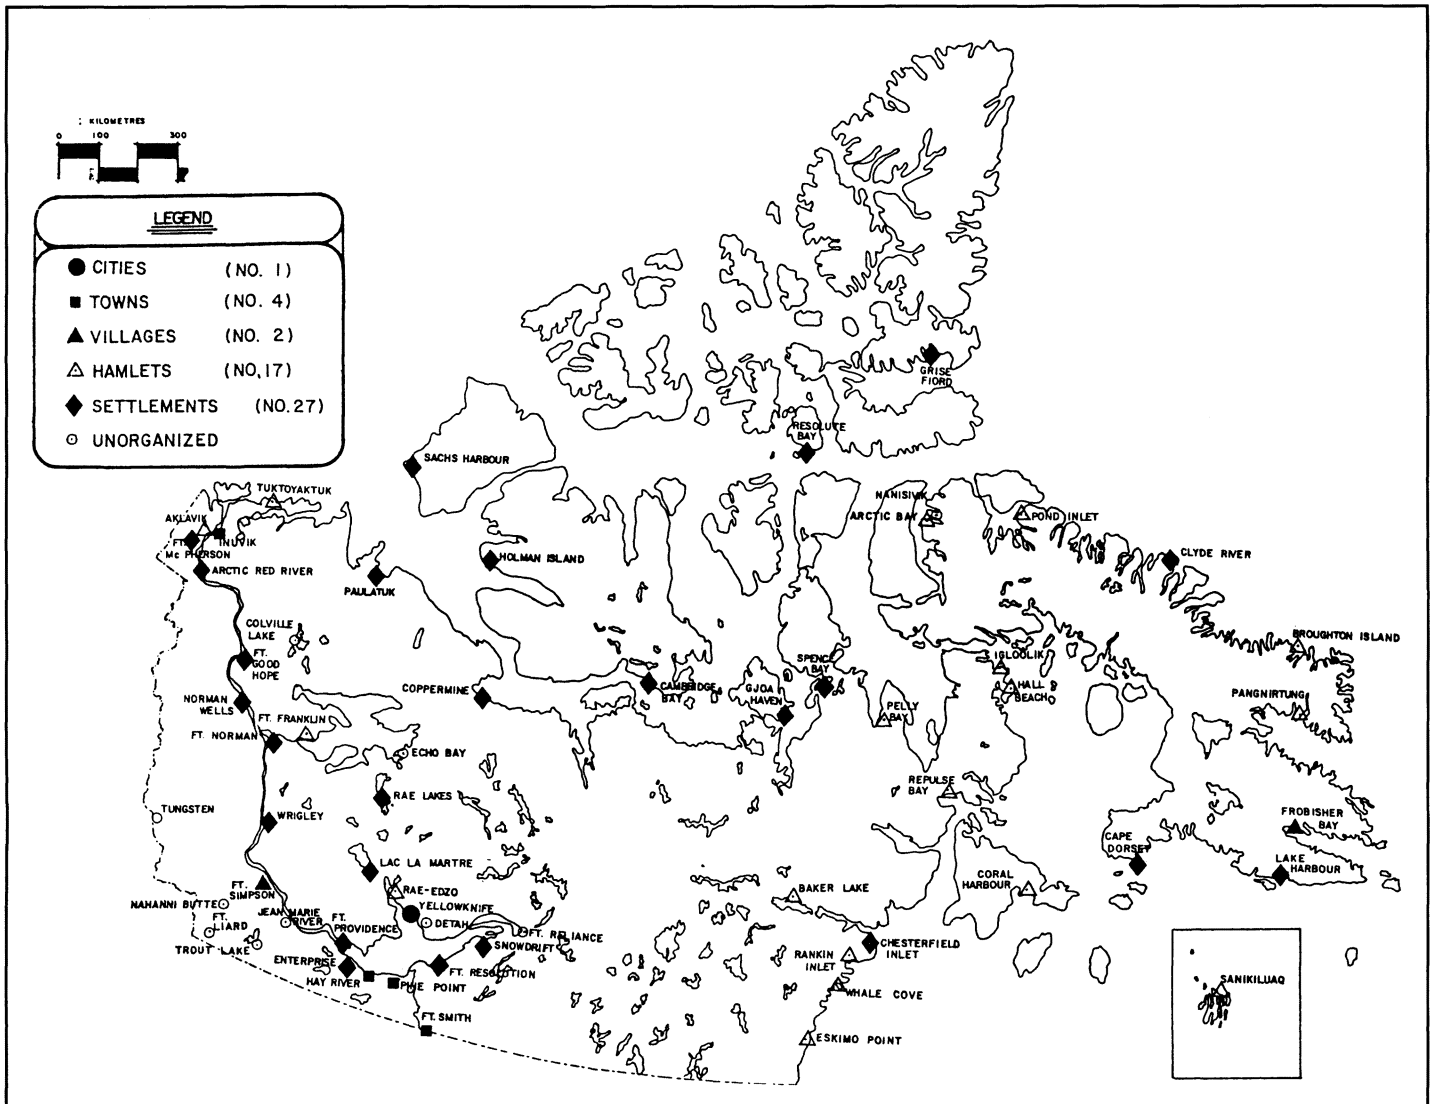 : KILOMETRES
0 100 300
LEGEND
CITIES (NO. 1)
TOWNS (NO. 4)
VILLAGES (NO. 2)
HAMLETS (NO, 17)
SETTLEMENTS (NO. 27)
UNORGANIZED
GRISE
FIORD
RESOLUTE
BAY
SACHS HARBOUR
TUKTOYAKTUK
NANISIVIK
ARCTIC BAY
POND INLET
AKLAVIK
INUVIK
FT.
Mc PHERSON
ARCTIC RED RIVER
PAULATUK
HOLMAN ISLAND
CLYDE RIVER
COLVILLE
LAKE
FT.
GOOD
HOPE
BROUGHTON ISLAND
IGLOOLIK
HALL
BEACH
SPENCE
BAY
COPPERMINE
CAMBRIDGE
BAY
GJOA
HAVEN
PELLY
BAY
PANGNIRTUNG
NORMAN
WELLS
FT. FRANKLIN
FT. NORMAN
ECHO BAY
RAE LAKES
REPULSE
BAY
TUNGSTEN
WRIGLEY
FROBISHER
BAY
CAPE
DORSET
LAKE
HARBOUR
LAC LA MARTRE
CORAL
HARBOUR
BAKER LAKE
RAE-EDZO
YELLOWKNIFE
DETAH
FT.
SIMPSON
NAHANNI BUTTE
FT.
LIARD
JEAN MARIE
RIVER
FT.
PROVIDENCE
TROUT LAKE
FT. RELIANCE
SNOWDRIFT
ENTERPRISE
HAY RIVER
FT. RESOLUTION
PINE POINT
FT. SMITH
CHESTERFIELD
INLET
RANKIN
INLET
WHALE COVE
ESKIMO POINT
SANIKILUAQ